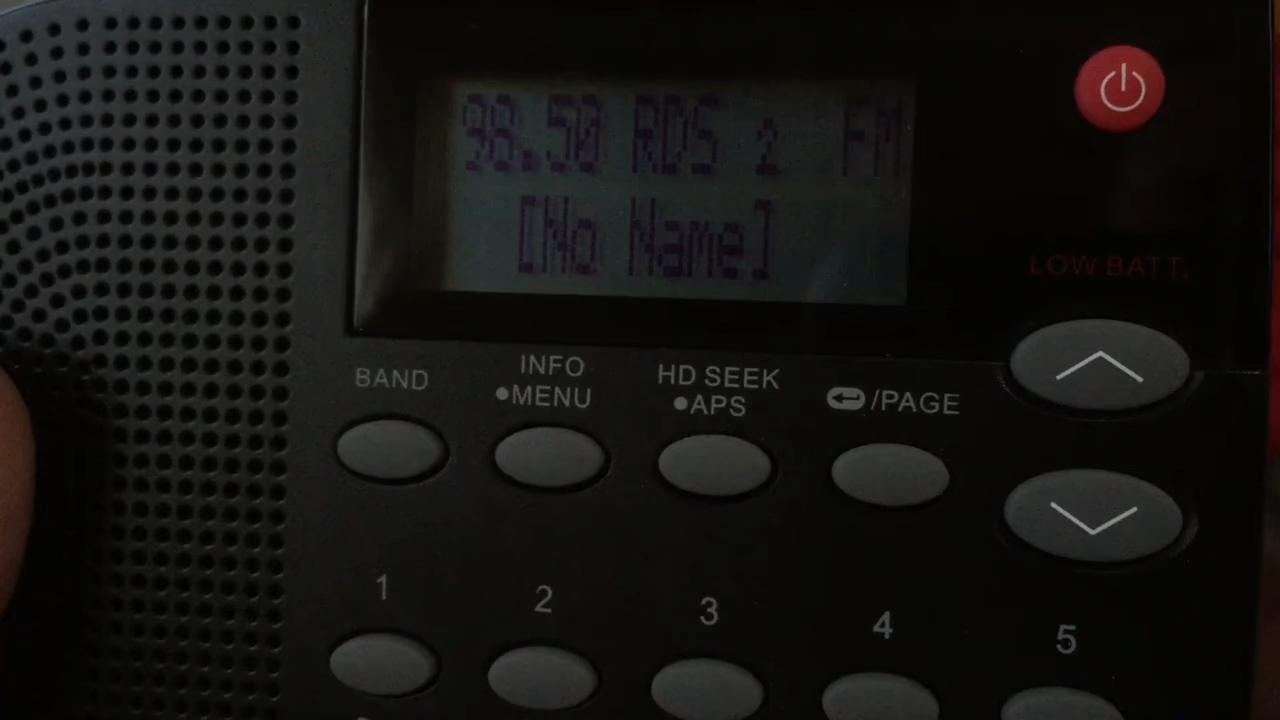 98.50 RDS 2 FM
[No Name]
LOW BATT.
BAND
INFO
•MENU
HD SEEK
•APS
/PAGE
1
2
3
4
5